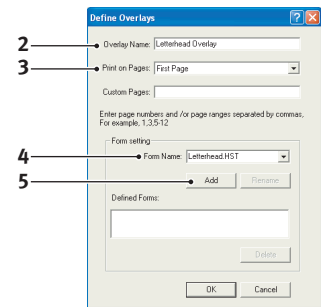 Define Overlays
2 Overlay Name: Letterhead Overlay
3 Print on Pages: First Page
Custom Pages:
Enter page numbers and /or page ranges separated by commas,
For example, 1,3,5-12
Form setting
4 Form Name: Letterhead.HST
5 Add Rename
Defined Forms:
Delete
OK Cancel